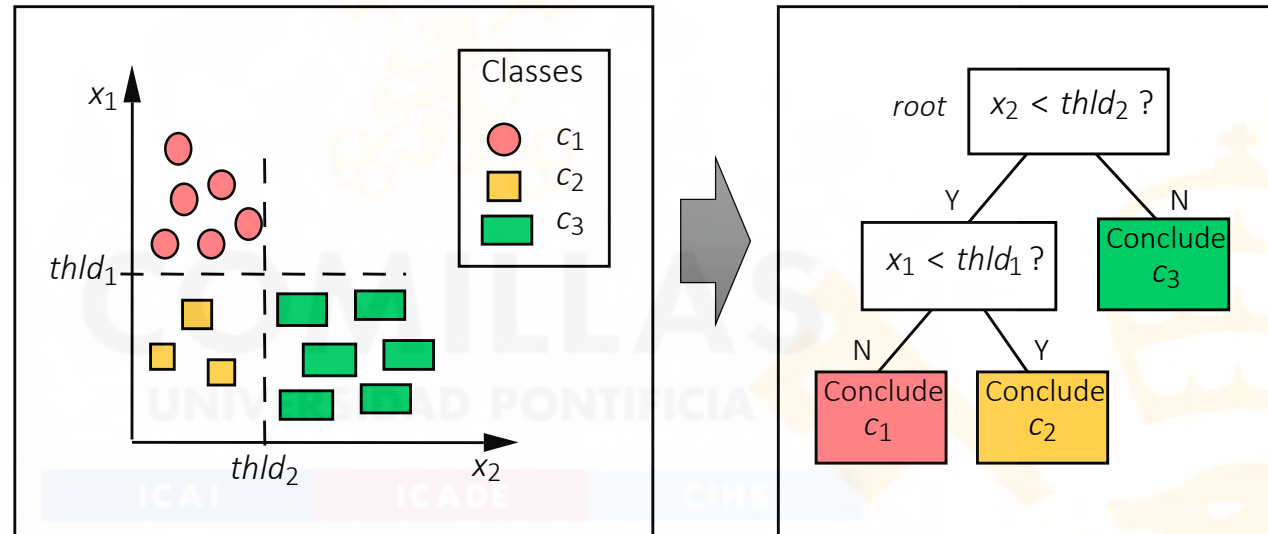 Classes
x₁
c₁
c₂
c₃
thld₁
thld₂
x₂
root
x₂ < thld₂ ?
Y
N
x₁ < thld₁ ?
Conclude
c₃
N
Y
Conclude
c₁
Conclude
c₂
COMILLAS
UNIVERSIDAD PONTIFICIA
ICAI
ICADE
CIHS